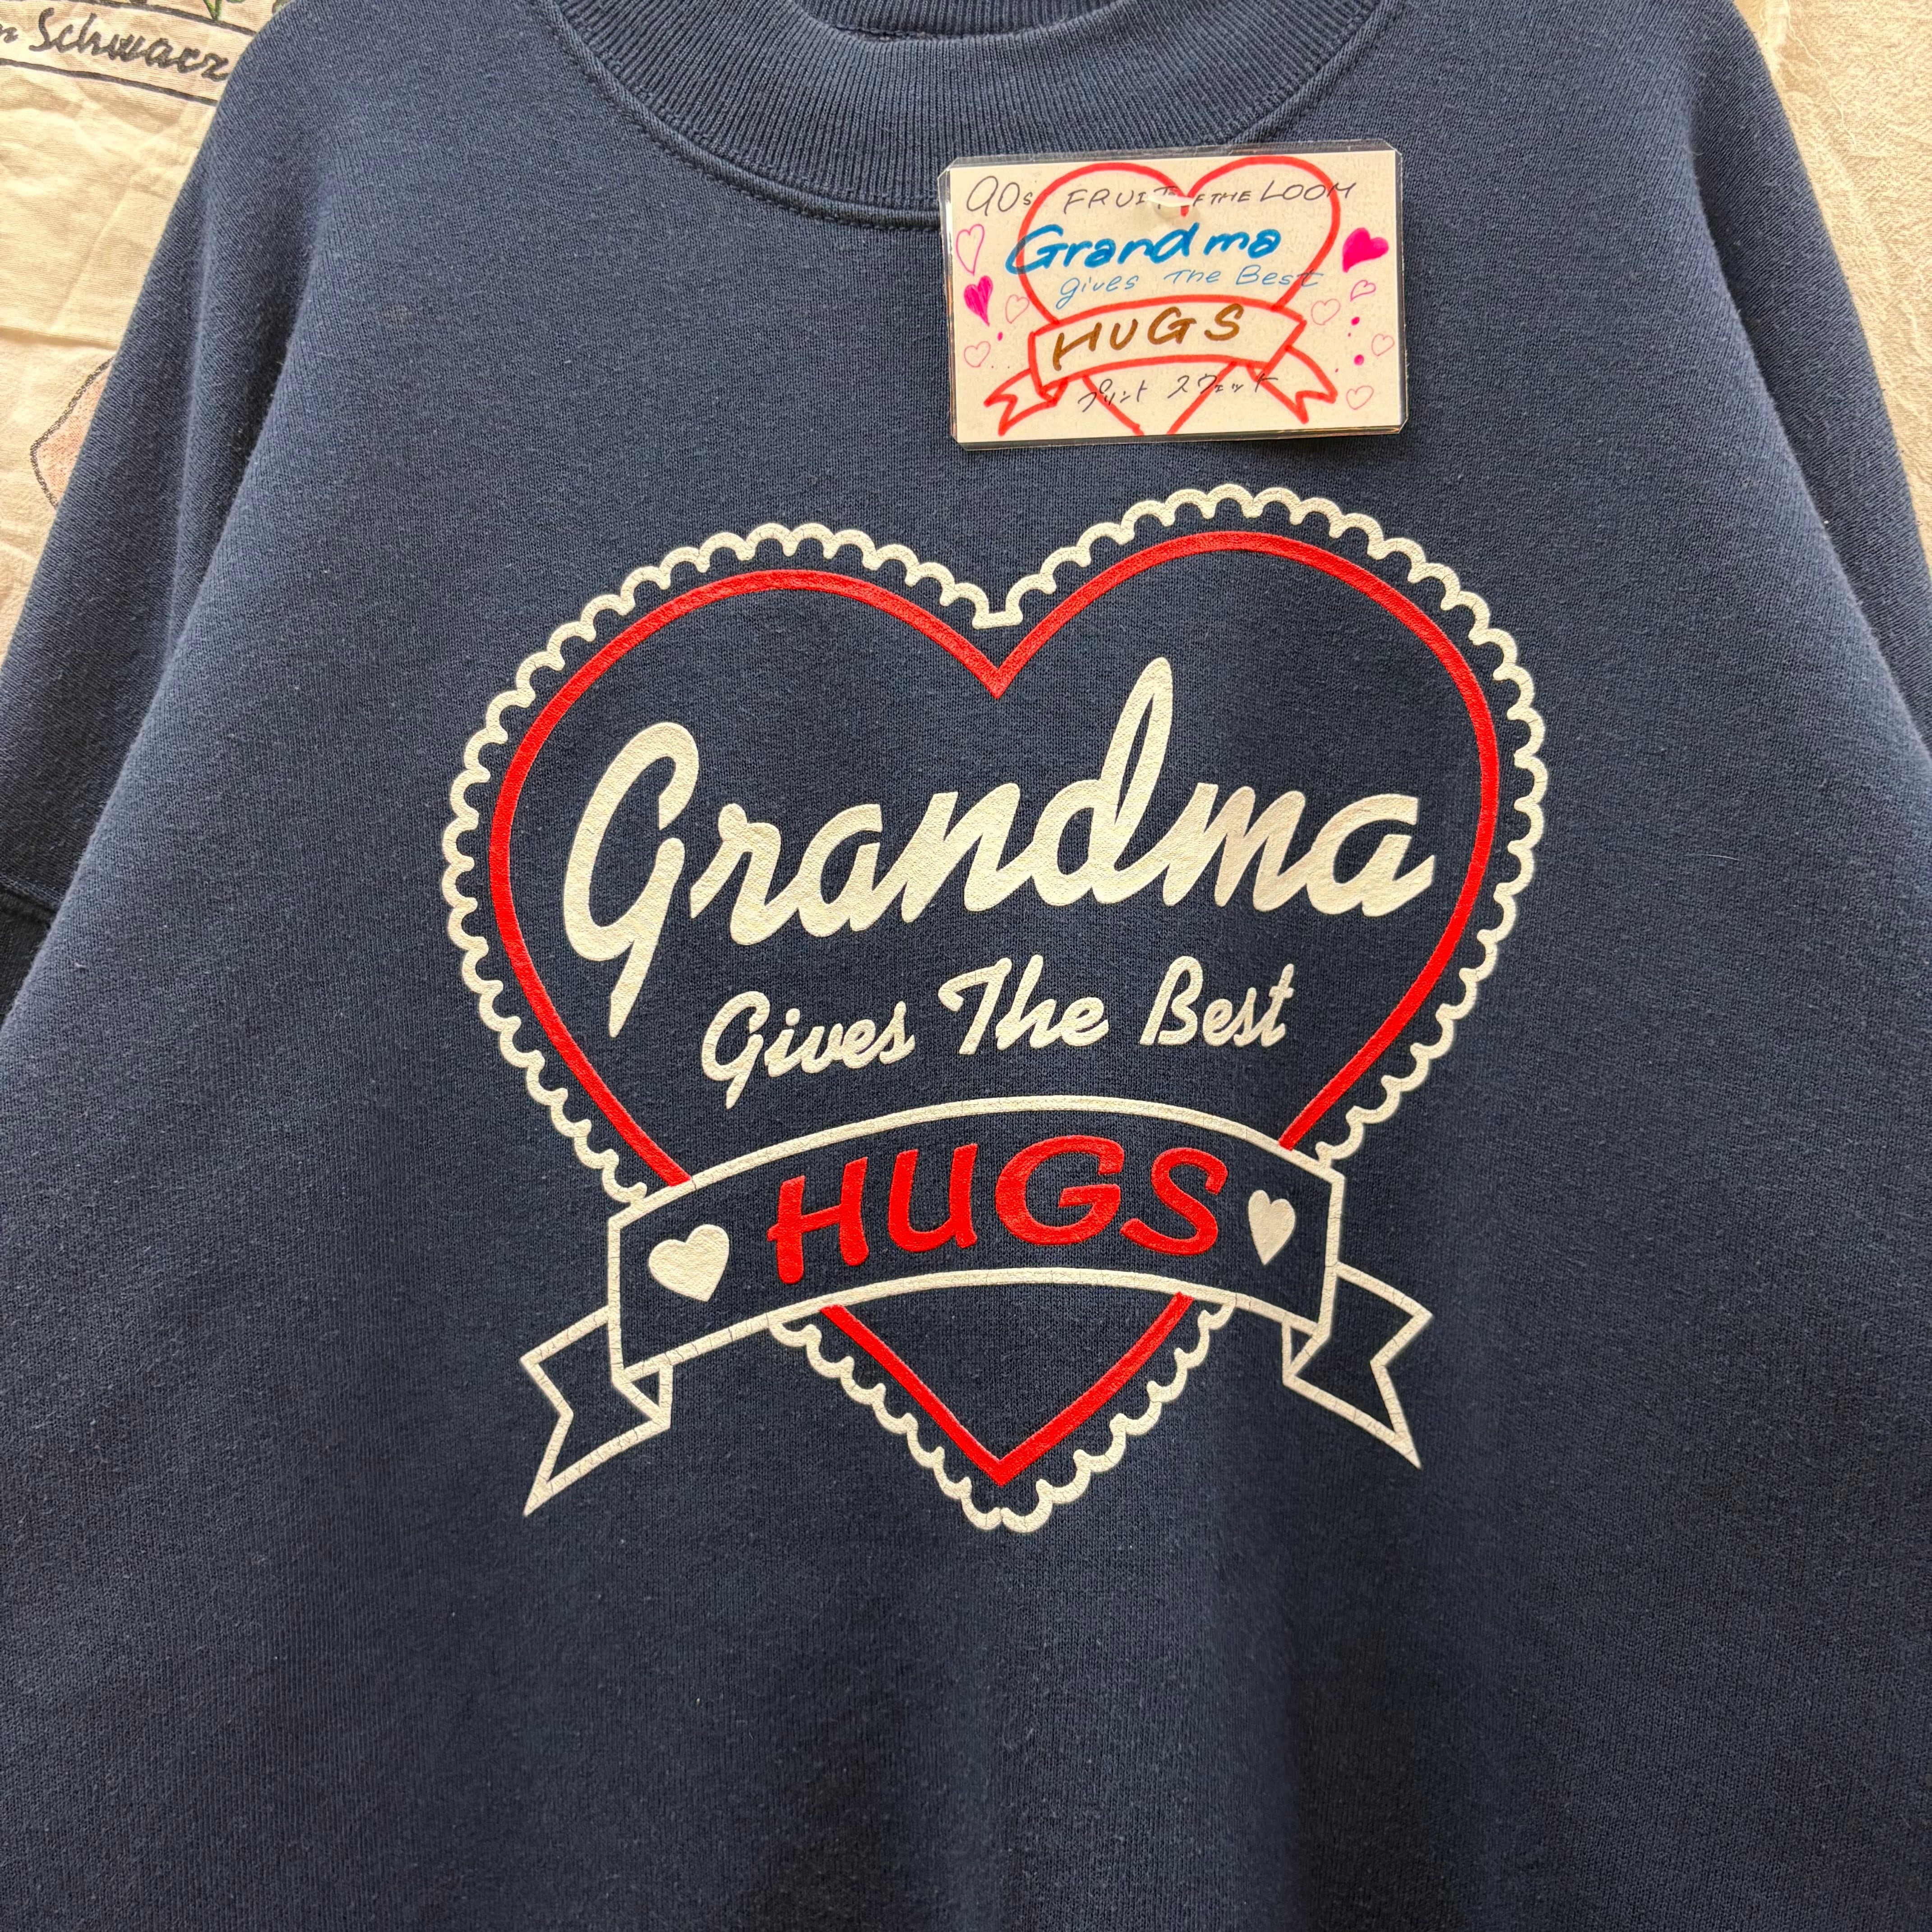 Schwarz
90s FRUIT OF THE LOOM
Grandma
gives The Best
HUGS
プリント スウェット
Grandma
Gives The Best
HUGS